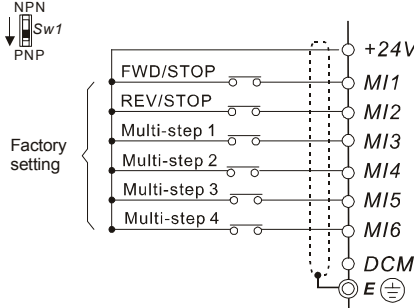 NPN
Sw1
PNP
+24V
FWD/STOP
MI1
REV/STOP
MI2
Multi-step 1
MI3
Factory
setting
Multi-step 2
MI4
Multi-step 3
MI5
Multi-step 4
MI6
DCM
E